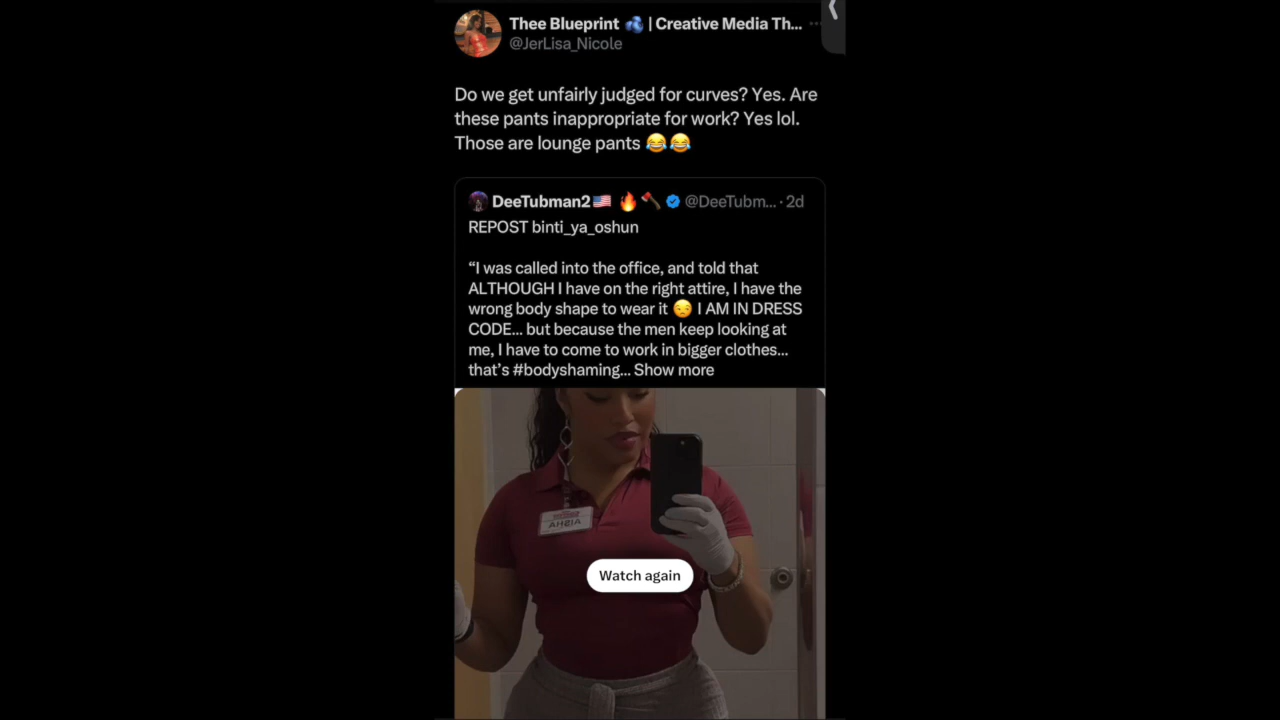 Thee Blueprint 🫐 | Creative Media Th...
@JerLisa_Nicole
Do we get unfairly judged for curves? Yes. Are
these pants inappropriate for work? Yes lol.
Those are lounge pants 😂😂
DeeTubman2🇺🇸 🔥🪓 @DeeTubm... · 2d
REPOST binti_ya_oshun
“I was called into the office, and told that
ALTHOUGH I have on the right attire, I have the
wrong body shape to wear it 😒 I AM IN DRESS
CODE... but because the men keep looking at
me, I have to come to work in bigger clothes...
that’s #bodyshaming... Show more
AISHA
Watch again